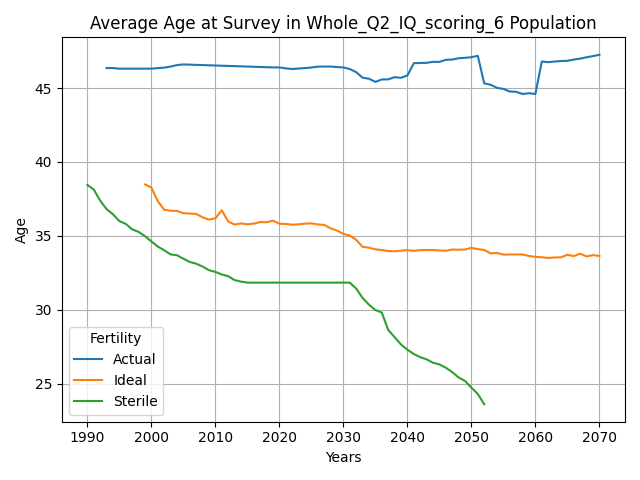 Average Age at Survey in Whole_Q2_IQ_scoring_6 Population
45
40
35
30
25
Age
Fertility
Actual
Ideal
Sterile
1990 2000 2010 2020 2030 2040 2050 2060 2070
Years